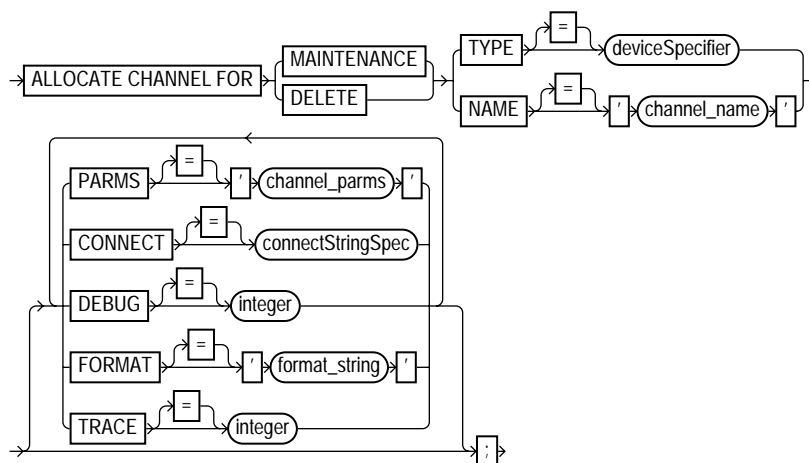 ALLOCATE CHANNEL FOR
MAINTENANCE
DELETE
TYPE = deviceSpecifier
NAME = ' channel_name '
PARMS = ' channel_parms '
CONNECT = connectStringSpec
DEBUG = integer
FORMAT = ' format_string '
TRACE = integer
;